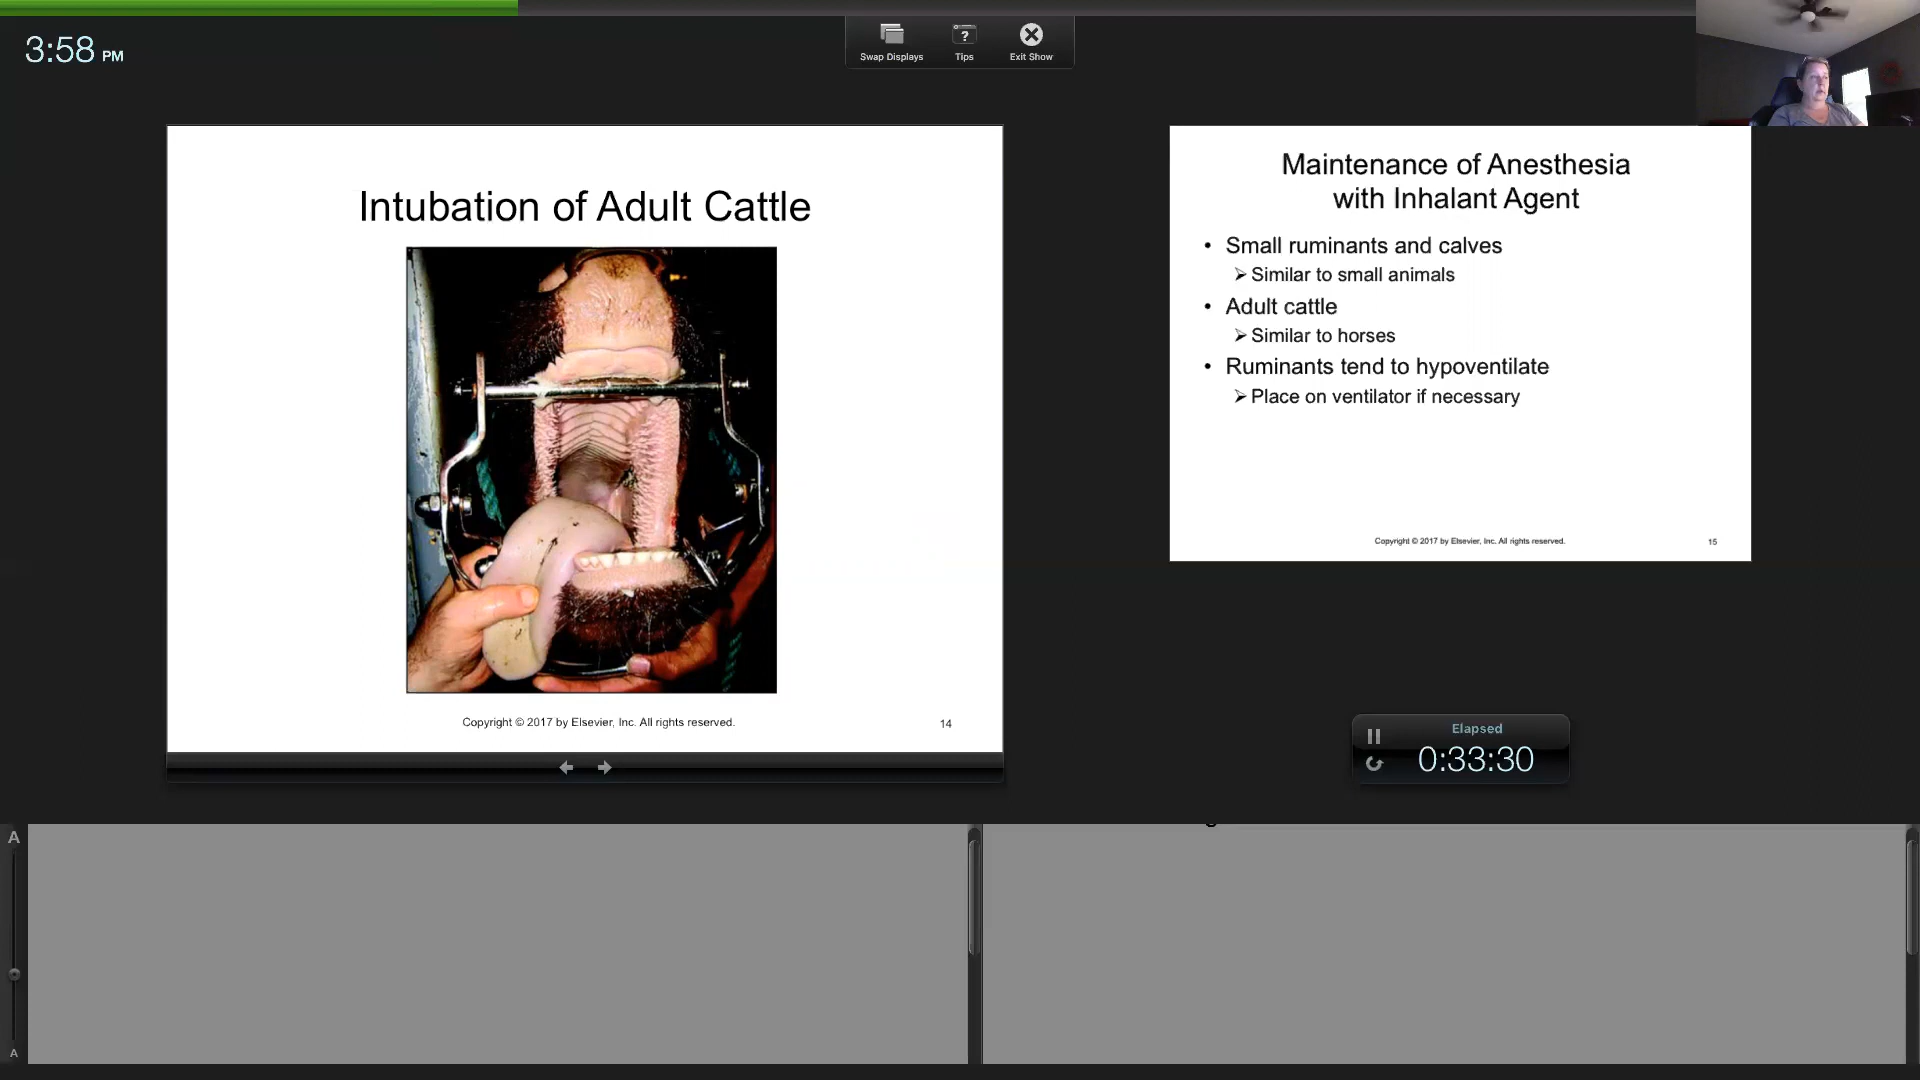 3:58 PM
Swap Displays
Tips
Exit Show
Intubation of Adult Cattle
Copyright © 2017 by Elsevier, Inc. All rights reserved.
14
Maintenance of Anesthesia
with Inhalant Agent
• Small ruminants and calves
➢ Similar to small animals
• Adult cattle
➢ Similar to horses
• Ruminants tend to hypoventilate
➢ Place on ventilator if necessary
Copyright © 2017 by Elsevier, Inc. All rights reserved.
15
Elapsed
0:33:30
A
A